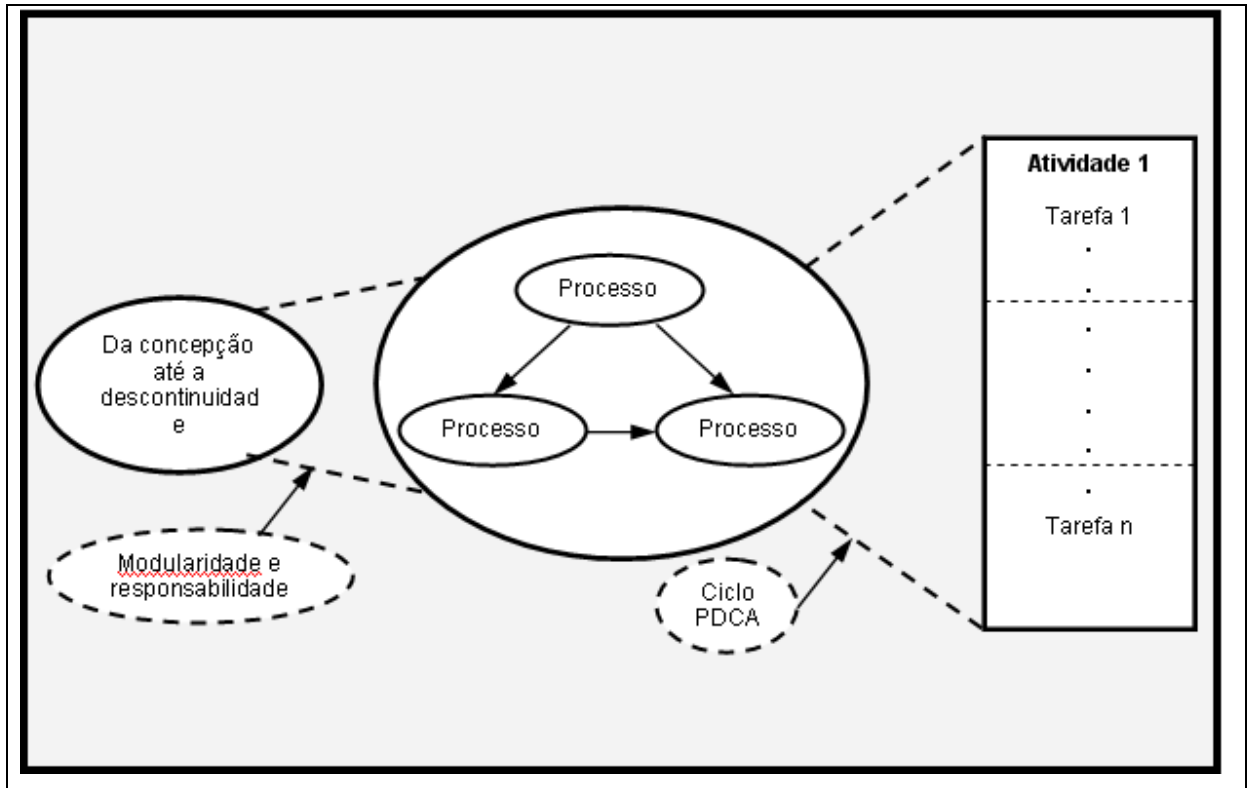 Atividade 1
Tarefa 1
.
.
.
.
.
.
.
Tarefa n
Processo
Processo
Processo
Da concepção
até a
descontinuidad
e
Modularidade e
responsabilidade
Ciclo
PDCA